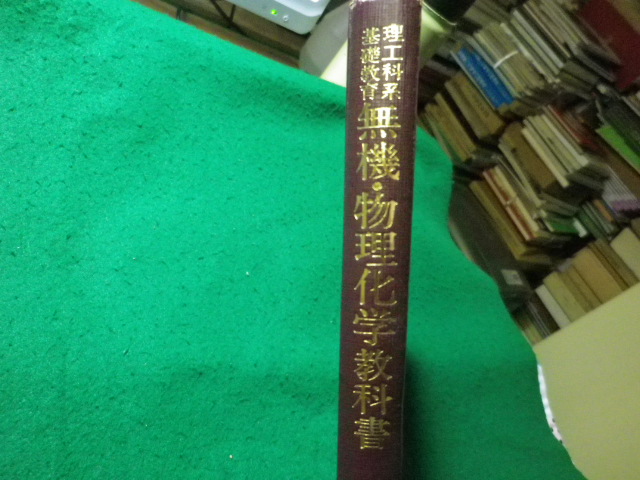 理工科系
基礎教育
無機・物理化学教科書